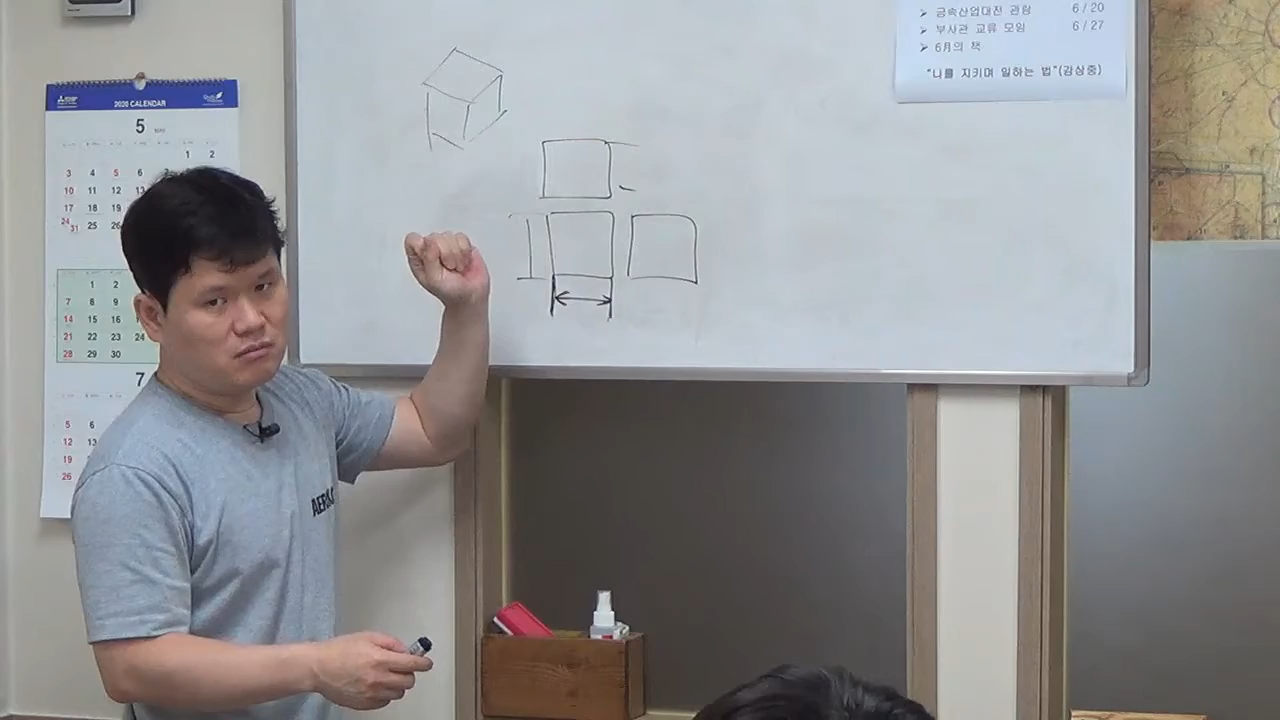 ➢ 금속산업대전 관람 6 / 20
➢ 부사관 교류 모임 6 / 27
➢ 6月의 책
"나를 지키며 일하는 법"(강상중)
2020 CALENDAR
5
1 2
3 4 5 6
10 11 12 13
17 18 19 20
24 31 25 26
1 2
7 8 9 10
14 15 16
21 22 23 24
28 29 30
7
5 6
12 13
19 20
26